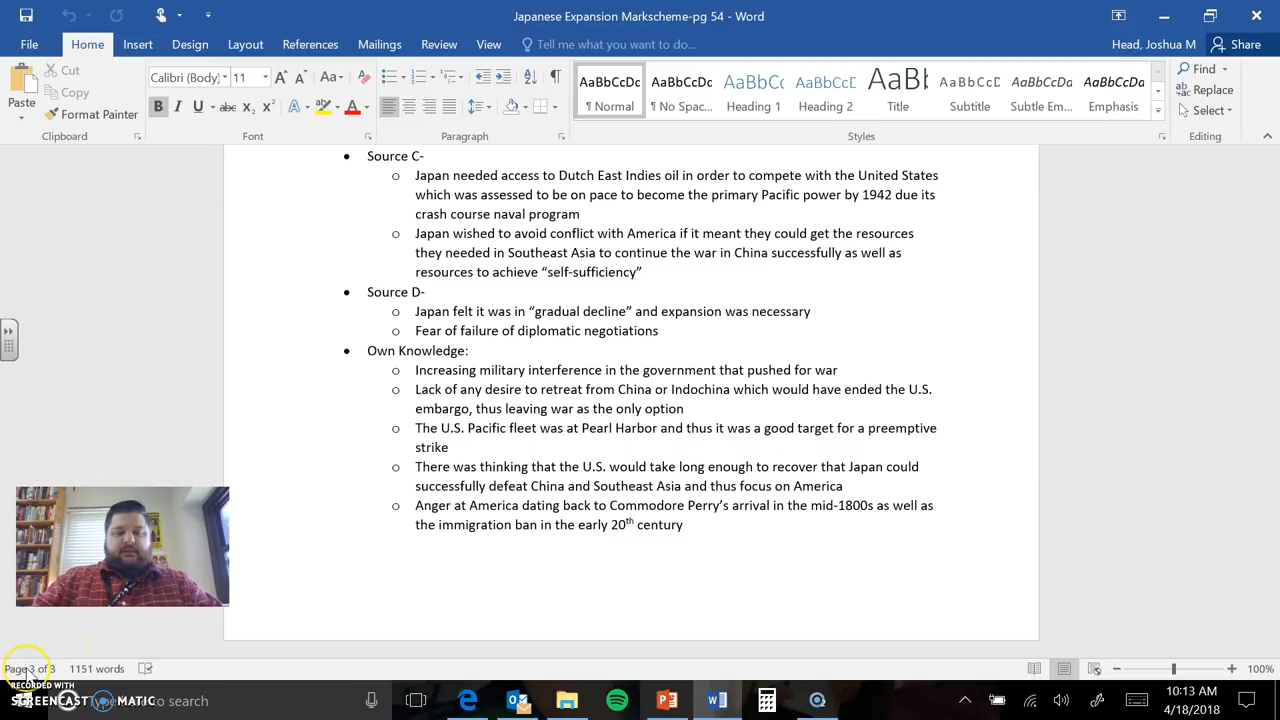 Japanese Expansion Markscheme-pg 54 - Word
File Home Insert Design Layout References Mailings Review View Tell me what you want to do... Head, Joshua M Share
Paste
Cut
Copy
Format Painter
Calibri (Body) 11
AaBbCcDc AaBbCcDc AaBbCc AaBbCcD AaBb AaBbCcD AaBbCcDc AaBbCcDc
¶ Normal ¶ No Spac... Heading 1 Heading 2 Title Subtitle Subtle Em... Emphasis
Find
Replace
Select
Clipboard Font Paragraph Styles Editing
• Source C-
o Japan needed access to Dutch East Indies oil in order to compete with the United States
which was assessed to be on pace to become the primary Pacific power by 1942 due its
crash course naval program
o Japan wished to avoid conflict with America if it meant they could get the resources
they needed in Southeast Asia to continue the war in China successfully as well as
resources to achieve “self-sufficiency”
• Source D-
o Japan felt it was in “gradual decline” and expansion was necessary
o Fear of failure of diplomatic negotiations
• Own Knowledge:
o Increasing military interference in the government that pushed for war
o Lack of any desire to retreat from China or Indochina which would have ended the U.S.
embargo, thus leaving war as the only option
o The U.S. Pacific fleet was at Pearl Harbor and thus it was a good target for a preemptive
strike
o There was thinking that the U.S. would take long enough to recover that Japan could
successfully defeat China and Southeast Asia and thus focus on America
o Anger at America dating back to Commodore Perry’s arrival in the mid-1800s as well as
the immigration ban in the early 20th century
Page 3 of 3 1151 words 100%
RECORDED WITH
SCREENCAST MATIC
Type here to search
10:13 AM
4/18/2018